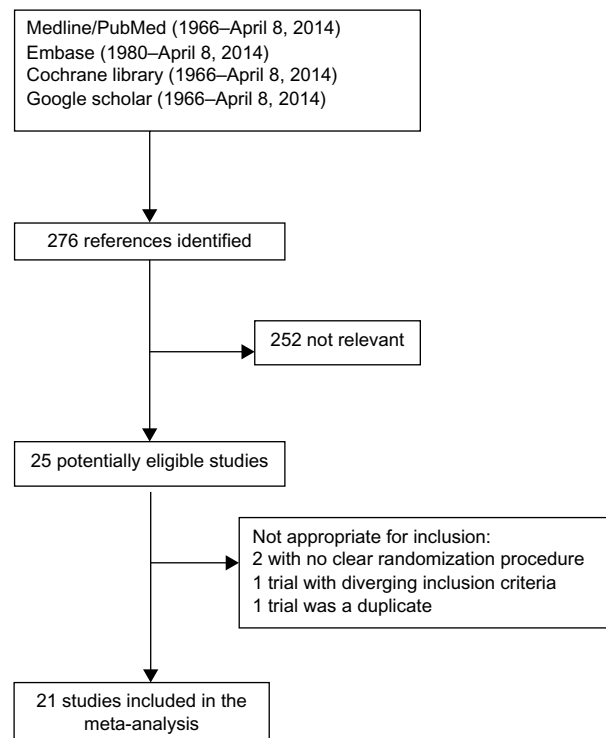 Medline/PubMed (1966–April 8, 2014)
Embase (1980–April 8, 2014)
Cochrane library (1966–April 8, 2014)
Google scholar (1966–April 8, 2014)
276 references identified
252 not relevant
25 potentially eligible studies
Not appropriate for inclusion:
2 with no clear randomization procedure
1 trial with diverging inclusion criteria
1 trial was a duplicate
21 studies included in the
meta-analysis